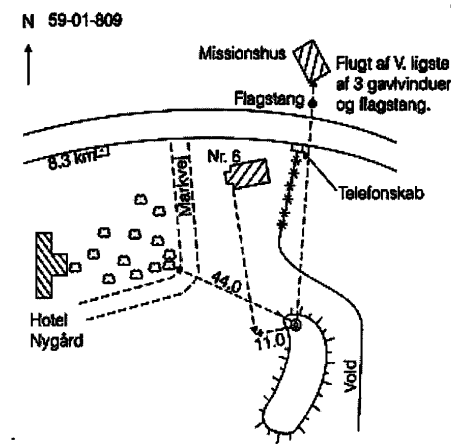 N 59-01-809
Missionshus
Flugt af V. ligste
af 3 gavlvinduer
og flagstang.
Flagstang
8.3 km
Markvej
Nr. 6
Telefonskab
44,0
11.0
Hotel
Nygård
Vold